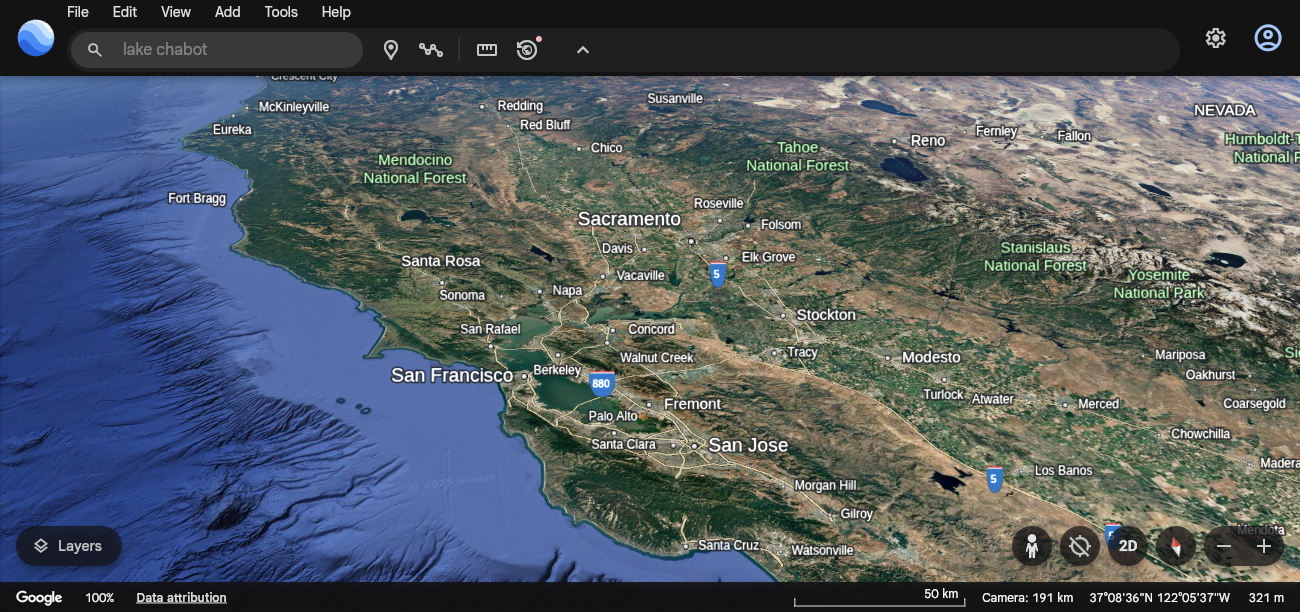 File Edit View Add Tools Help
lake chabot
Crescent City
McKinleyville
Eureka
Redding
Red Bluff
Susanville
Chico
Reno
Fernley
Fallon
NEVADA
Mendocino
National Forest
Tahoe
National Forest
Fort Bragg
Roseville
Sacramento
Folsom
Davis
Elk Grove
5
Santa Rosa
Vacaville
Sonoma
Napa
Stanislaus
National Forest
Yosemite
National Park
San Rafael
Concord
Stockton
Walnut Creek
Tracy
Modesto
Mariposa
San Francisco
Berkeley
880
Oakhurst
Turlock
Atwater
Merced
Coarsegold
Palo Alto
Fremont
Santa Clara
San Jose
Chowchilla
Madera
Los Banos
5
Morgan Hill
Gilroy
Mendota
Santa Cruz
Watsonville
Layers
2D
Google 100% Data attribution
50 km
Camera: 191 km 37°08'36"N 122°05'37"W 321 m